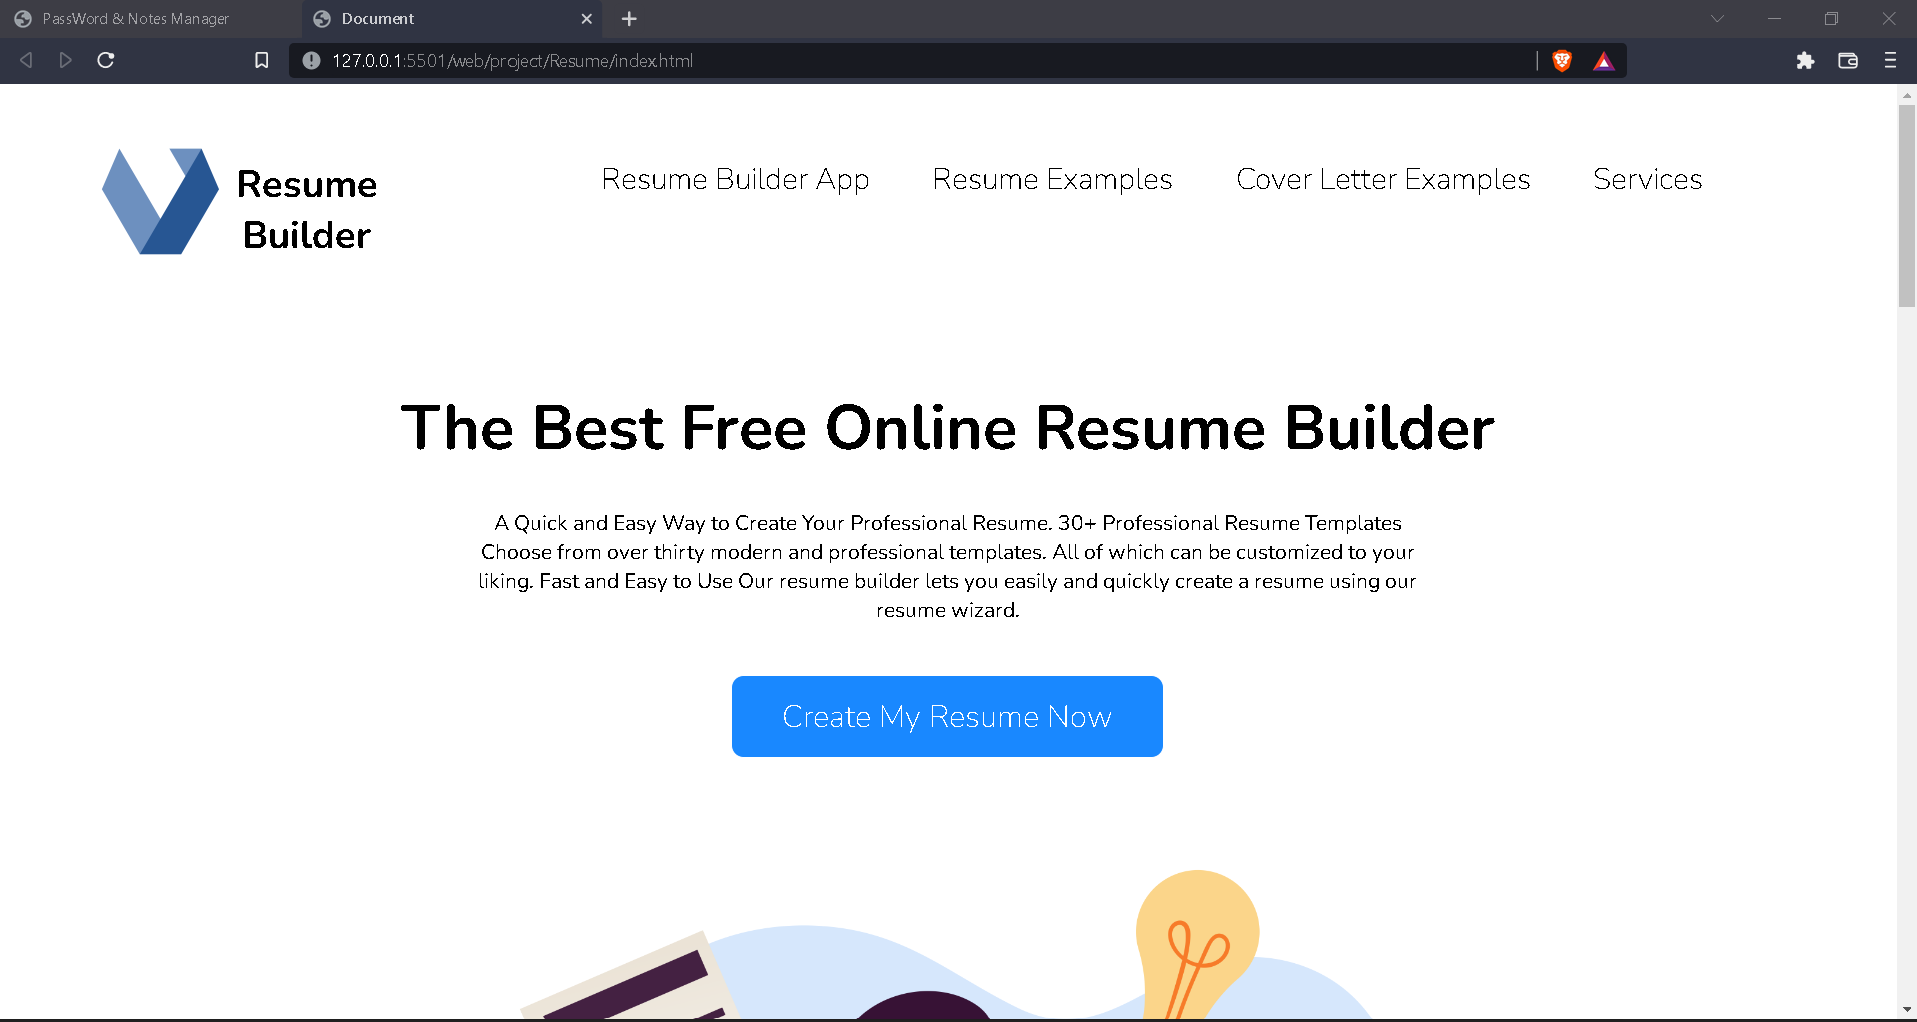 PassWord & Notes Manager
Document
127.0.0.1:5501/web/project/Resume/index.html
Resume
Builder
Resume Builder App
Resume Examples
Cover Letter Examples
Services
The Best Free Online Resume Builder
A Quick and Easy Way to Create Your Professional Resume. 30+ Professional Resume Templates
Choose from over thirty modern and professional templates. All of which can be customized to your
liking. Fast and Easy to Use Our resume builder lets you easily and quickly create a resume using our
resume wizard.
Create My Resume Now